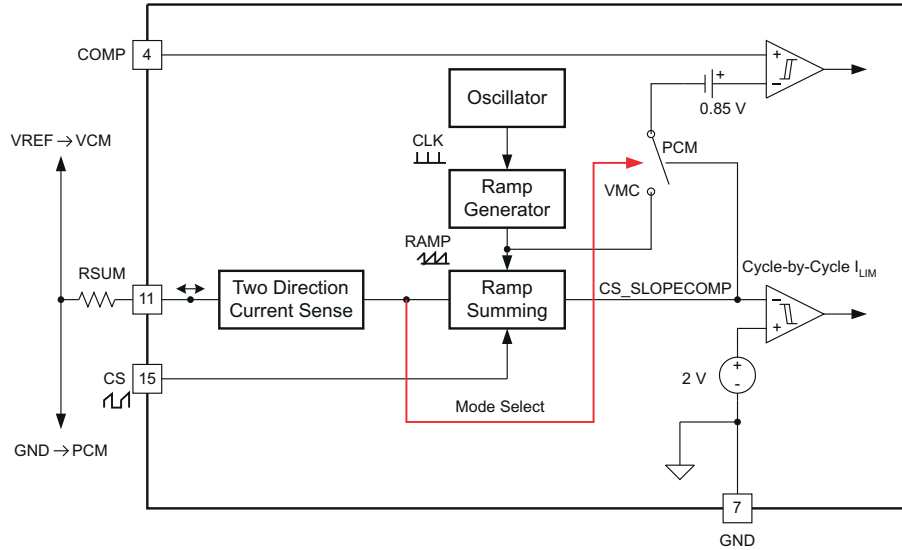 COMP
4
+
−
+
0.85 V
Oscillator
CLK
PCM
VREF → VCM
Ramp
Generator
VMC
RAMP
RSUM
11
Two Direction
Current Sense
Ramp
Summing
CS_SLOPECOMP
Cycle-by-Cycle ILIM
−
+
CS
15
2 V
+
-
Mode Select
GND → PCM
7
GND